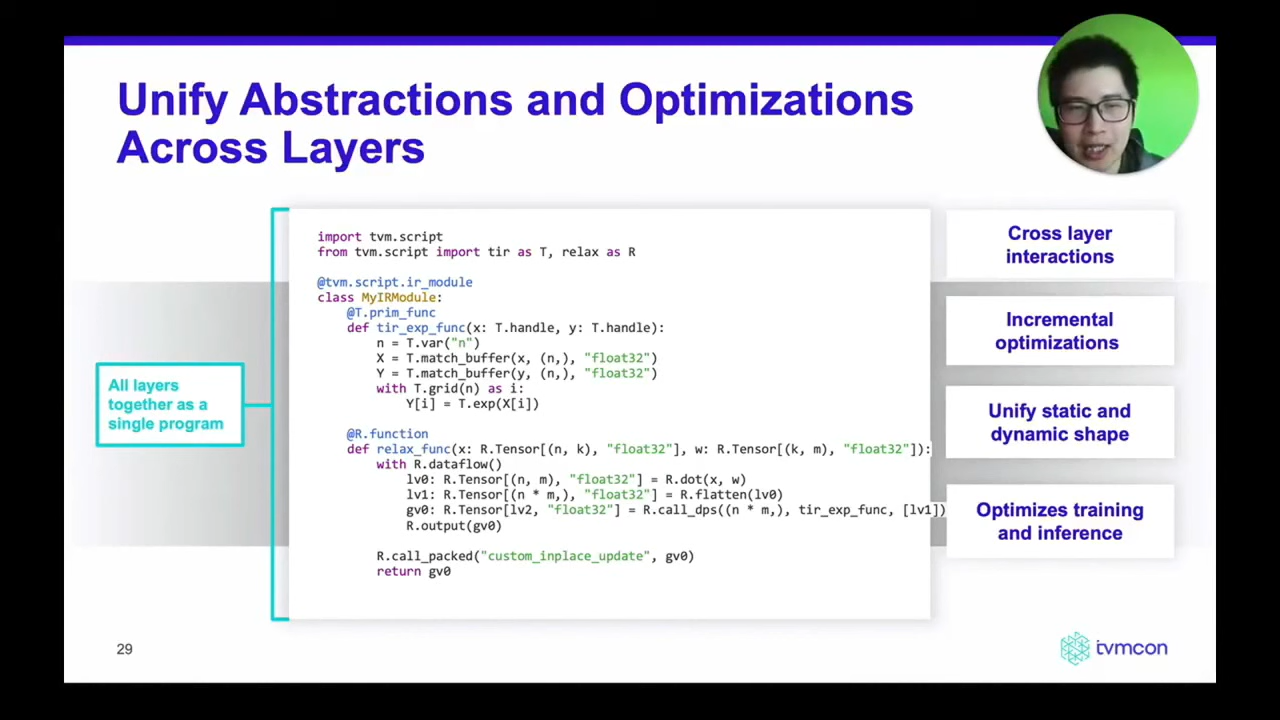 Unify Abstractions and Optimizations
Across Layers
All layers
together as a
single program
import tvm.script
from tvm.script import tir as T, relax as R
@tvm.script.ir_module
class MyIRModule:
@T.prim_func
def tir_exp_func(x: T.handle, y: T.handle):
n = T.var("n")
X = T.match_buffer(x, (n,), "float32")
Y = T.match_buffer(y, (n,), "float32")
with T.grid(n) as i:
Y[i] = T.exp(X[i])
@R.function
def relax_func(x: R.Tensor[(n, k), "float32"], w: R.Tensor[(k, m), "float32"]):
with R.dataflow()
lv0: R.Tensor[(n, m), "float32"] = R.dot(x, w)
lv1: R.Tensor[(n * m,), "float32"] = R.flatten(lv0)
gv0: R.Tensor[lv2, "float32"] = R.call_dps((n * m,), tir_exp_func, [lv1])
R.output(gv0)
R.call_packed("custom_inplace_update", gv0)
return gv0
Cross layer
interactions
Incremental
optimizations
Unify static and
dynamic shape
Optimizes training
and inference
29
tvmcon